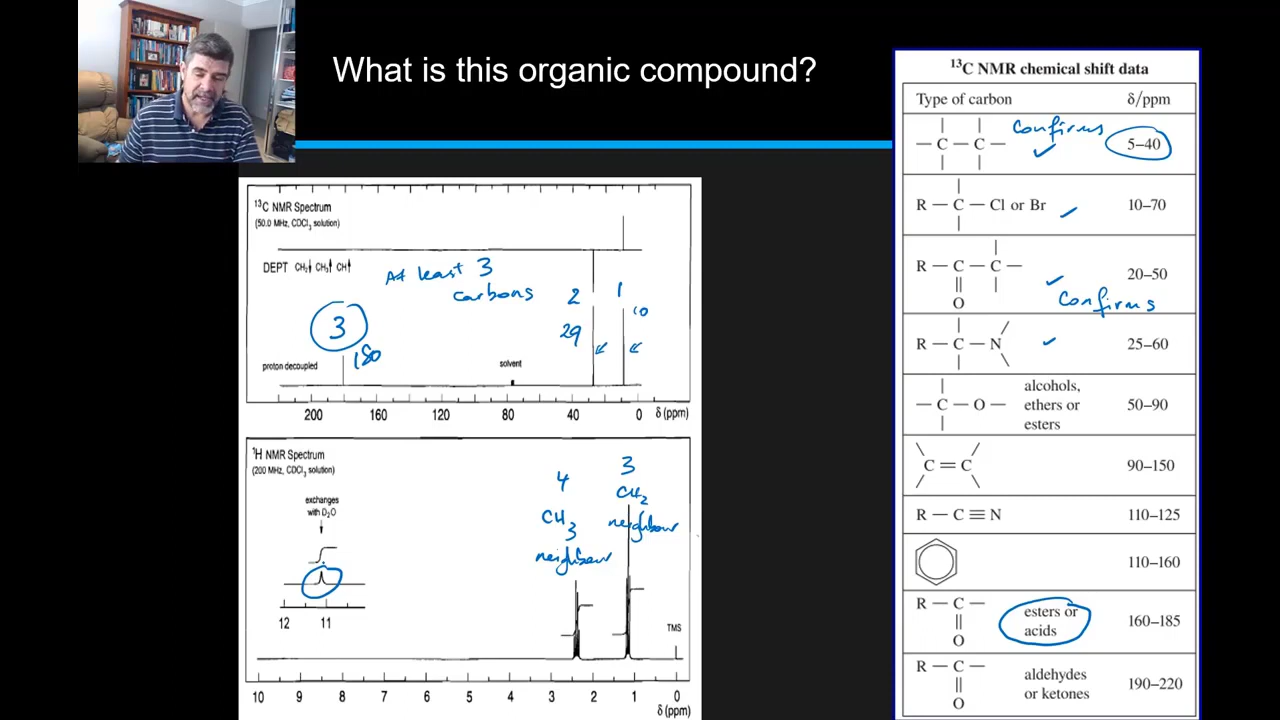 What is this organic compound?
¹³C NMR Spectrum
(50.0 MHz, CDCl₃ solution)
DEPT CH₂↓ CH₃↑ CH↑
At least 3
carbons
2
1
10
3
29
180
proton decoupled
solvent
200 160 120 80 40 0 δ (ppm)
¹H NMR Spectrum
(200 MHz, CDCl₃ solution)
exchanges
with D₂O
4
3
CH₂
neighbour
CH₃
neighbour
12 11
TMS
10 9 8 7 6 5 4 3 2 1 0
δ (ppm)
¹³C NMR chemical shift data
Type of carbon δ/ppm
— C — C — confirms ✓ 5–40
R — C — Cl or Br ✓ 10–70
R — C — C — ✓ 20–50
O
Confirms
R — C — N ✓ 25–60
— C — O — alcohols, ethers or esters 50–90
C = C 90–150
R — C ≡ N 110–125
110–160
R — C — esters or acids 160–185
O
R — C — aldehydes or ketones 190–220
O